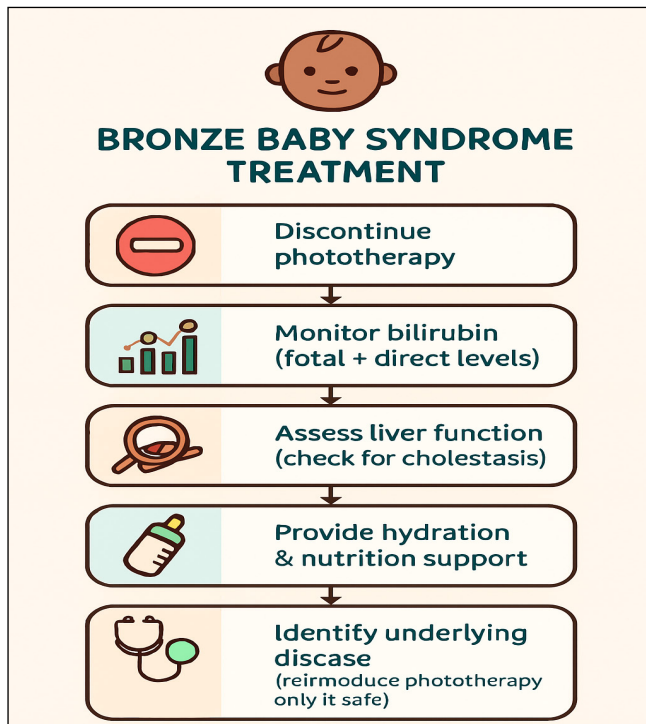 BRONZE BABY SYNDROME
TREATMENT
Discontinue
phototherapy
Monitor bilirubin
(fotal + direct levels)
Assess liver function
(check for cholestasis)
Provide hydration
& nutrition support
Identify underlying
discase
(reirmoduce phototherapy
only it safe)